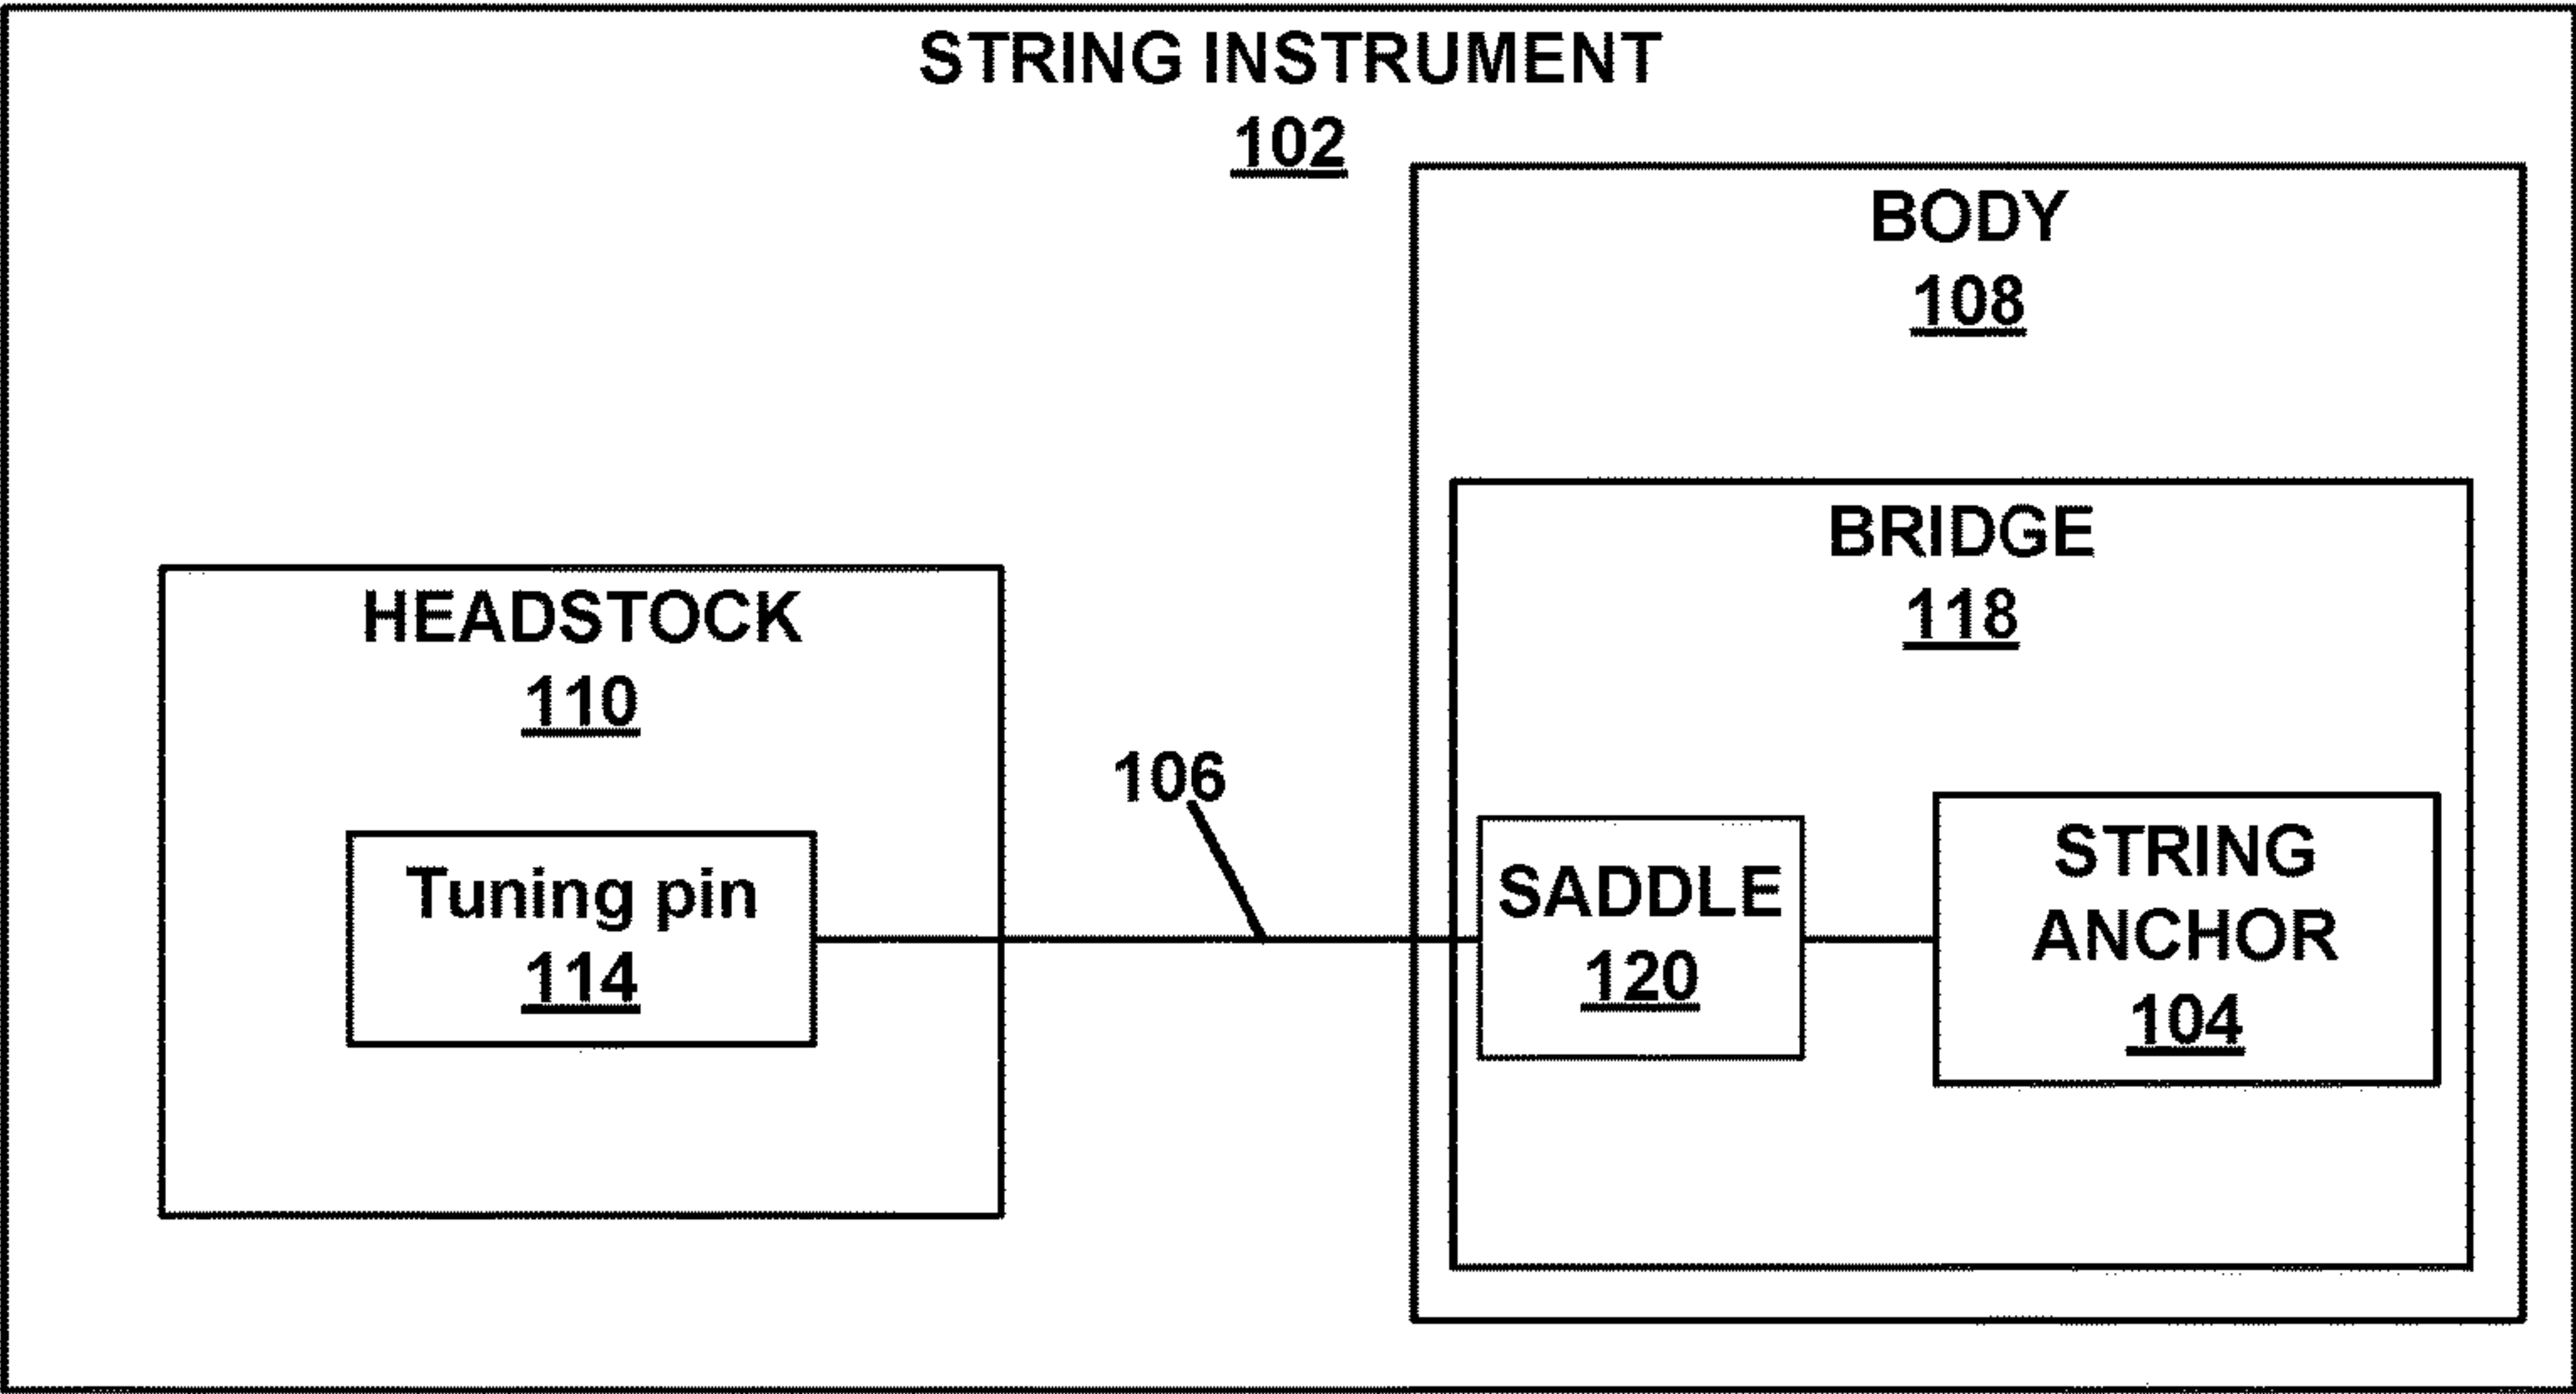 STRING INSTRUMENT
102
BODY
108
BRIDGE
118
HEADSTOCK
110
106
Tuning pin
114
SADDLE
120
STRING
ANCHOR
104